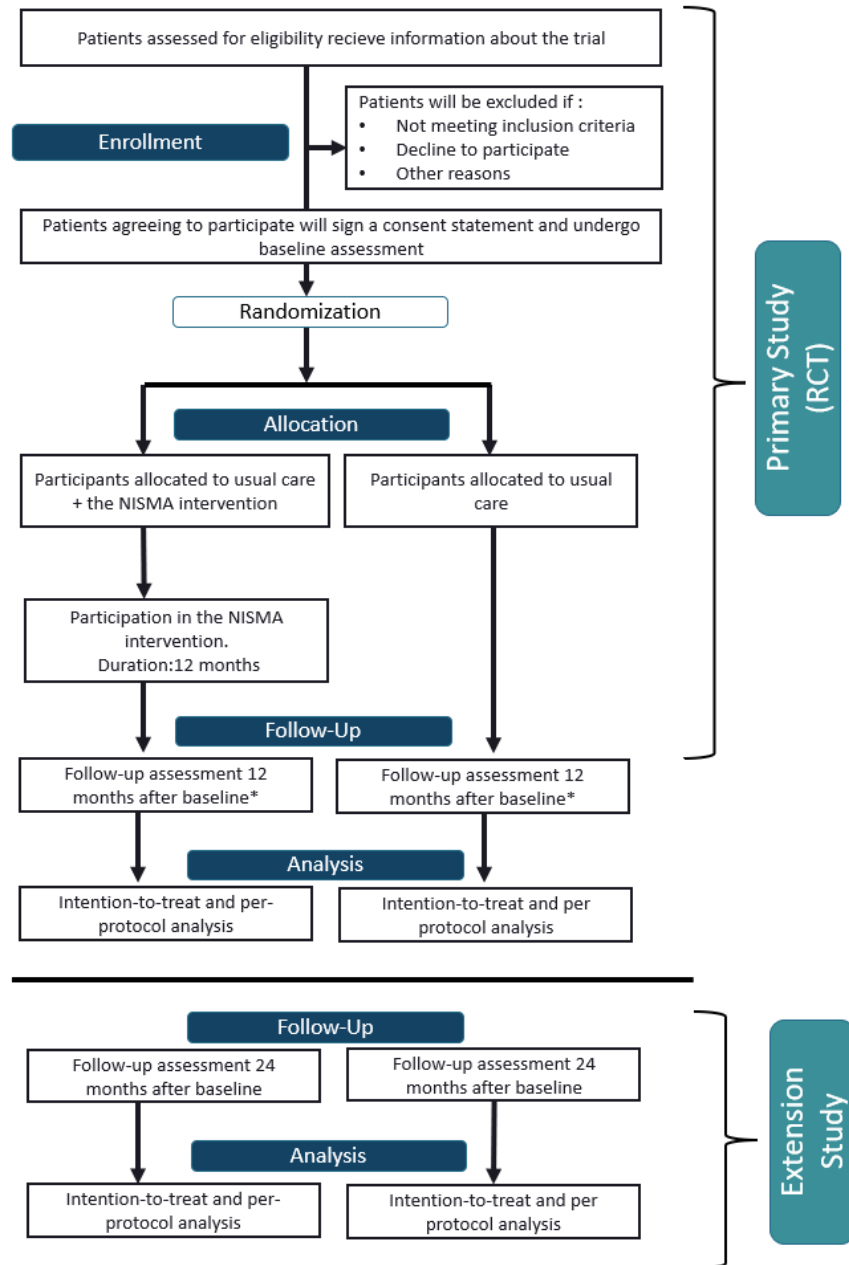 Patients assessed for eligibility recieve information about the trial
Patients will be excluded if :
• Not meeting inclusion criteria
• Decline to participate
• Other reasons
Enrollment
Patients agreeing to participate will sign a consent statement and undergo
baseline assessment
Randomization
Primary Study
(RCT)
Allocation
Participants allocated to usual care
+ the NISMA intervention
Participants allocated to usual
care
Participation in the NISMA
intervention.
Duration:12 months
Follow-Up
Follow-up assessment 12
months after baseline*
Follow-up assessment 12
months after baseline*
Analysis
Intention-to-treat and per-
protocol analysis
Intention-to-treat and per
protocol analysis
Follow-Up
Follow-up assessment 24
months after baseline
Follow-up assessment 24
months after baseline
Extension
Study
Analysis
Intention-to-treat and per-
protocol analysis
Intention-to-treat and per
protocol analysis